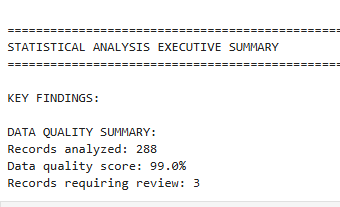 ===============================================
STATISTICAL ANALYSIS EXECUTIVE SUMMARY
===============================================
KEY FINDINGS:
DATA QUALITY SUMMARY:
Records analyzed: 288
Data quality score: 99.0%
Records requiring review: 3